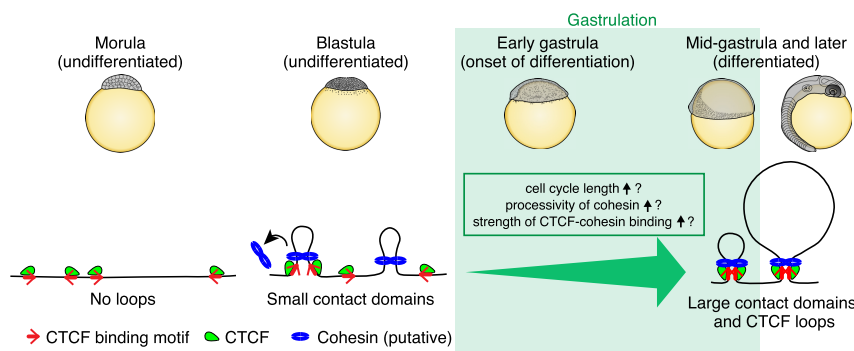 Gastrulation
Morula
(undifferentiated)
Blastula
(undifferentiated)
Early gastrula
(onset of differentiation)
Mid-gastrula and later
(differentiated)
cell cycle length ↑ ?
processivity of cohesin ↑ ?
strength of CTCF-cohesin binding ↑ ?
No loops
Small contact domains
Large contact domains
and CTCF loops
CTCF binding motif
CTCF
Cohesin (putative)